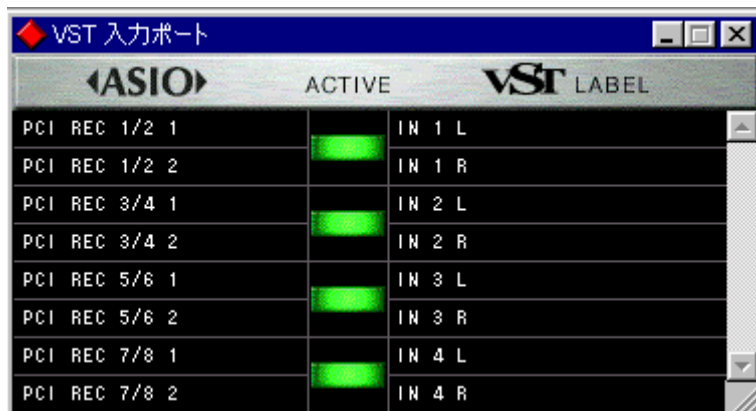 VST 入力ポート
ASIO ACTIVE VST LABEL
PCI REC 1/2 1 IN 1 L
PCI REC 1/2 2 IN 1 R
PCI REC 3/4 1 IN 2 L
PCI REC 3/4 2 IN 2 R
PCI REC 5/6 1 IN 3 L
PCI REC 5/6 2 IN 3 R
PCI REC 7/8 1 IN 4 L
PCI REC 7/8 2 IN 4 R